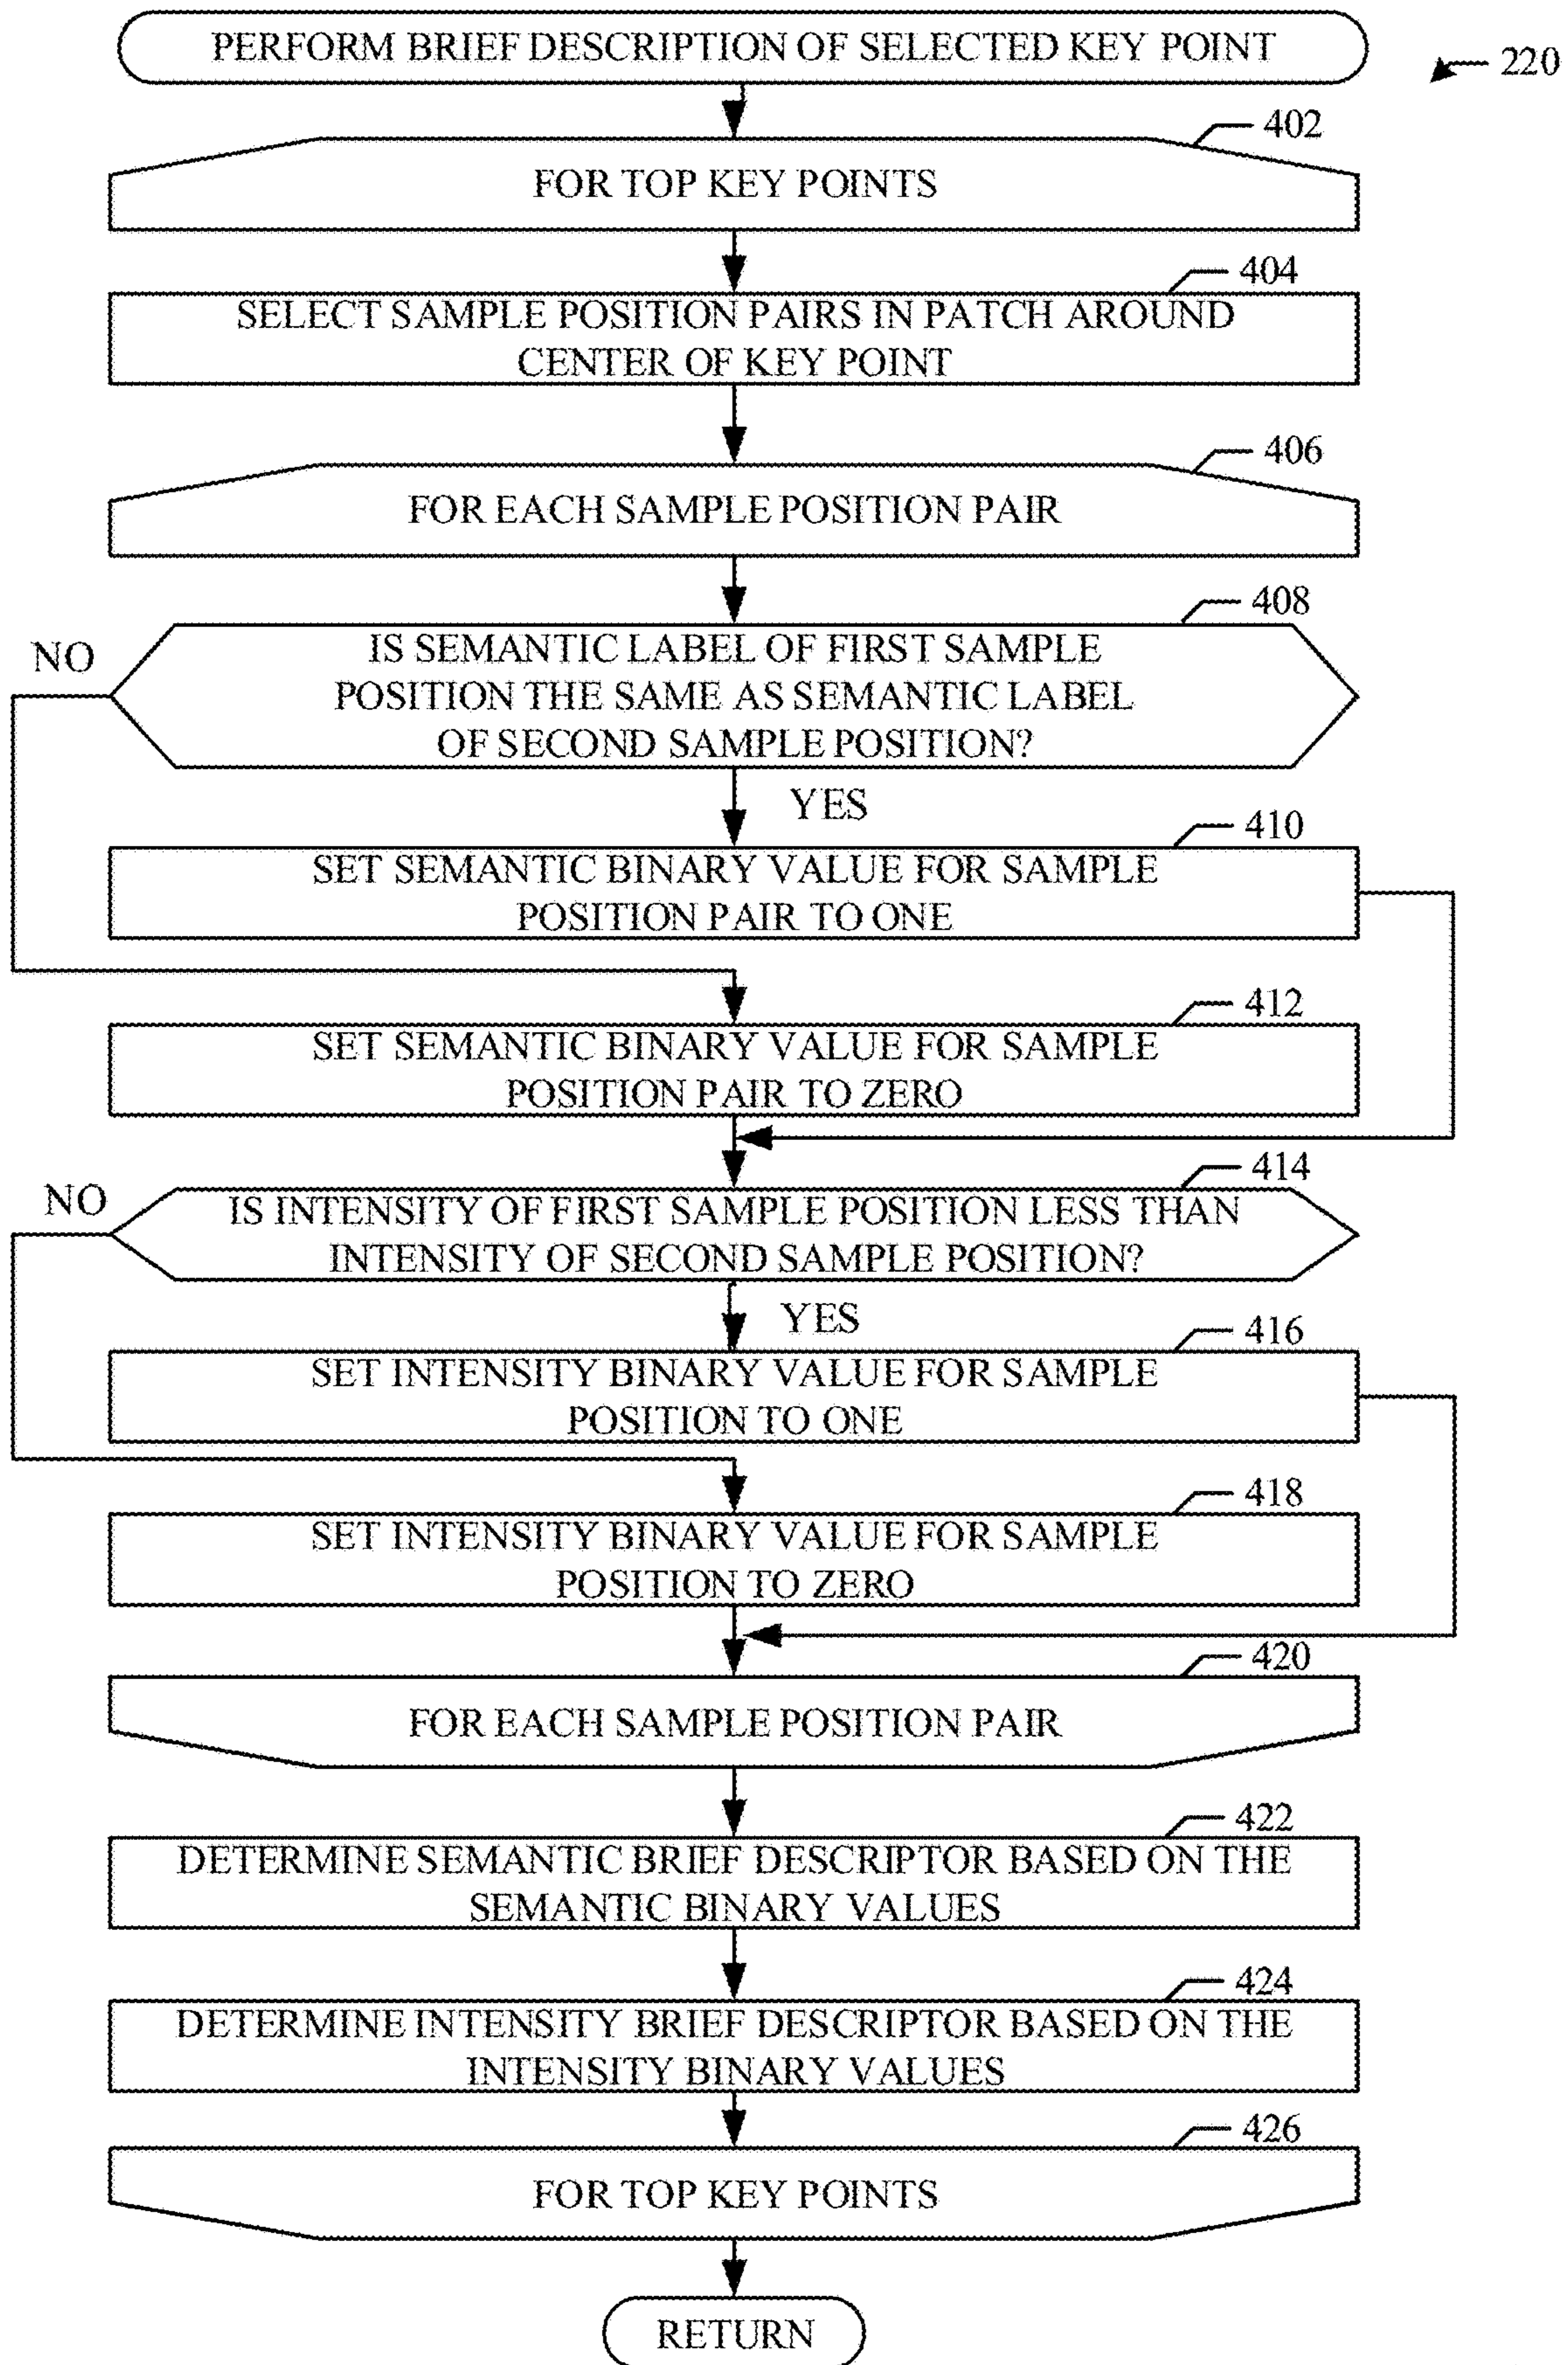 PERFORM BRIEF DESCRIPTION OF SELECTED KEY POINT
220
402
FOR TOP KEY POINTS
404
SELECT SAMPLE POSITION PAIRS IN PATCH AROUND
CENTER OF KEY POINT
406
FOR EACH SAMPLE POSITION PAIR
408
NO
IS SEMANTIC LABEL OF FIRST SAMPLE
POSITION THE SAME AS SEMANTIC LABEL
OF SECOND SAMPLE POSITION?
YES
410
SET SEMANTIC BINARY VALUE FOR SAMPLE
POSITION PAIR TO ONE
412
SET SEMANTIC BINARY VALUE FOR SAMPLE
POSITION PAIR TO ZERO
414
NO
IS INTENSITY OF FIRST SAMPLE POSITION LESS THAN
INTENSITY OF SECOND SAMPLE POSITION?
YES
416
SET INTENSITY BINARY VALUE FOR SAMPLE
POSITION TO ONE
418
SET INTENSITY BINARY VALUE FOR SAMPLE
POSITION TO ZERO
420
FOR EACH SAMPLE POSITION PAIR
422
DETERMINE SEMANTIC BRIEF DESCRIPTOR BASED ON THE
SEMANTIC BINARY VALUES
424
DETERMINE INTENSITY BRIEF DESCRIPTOR BASED ON THE
INTENSITY BINARY VALUES
426
FOR TOP KEY POINTS
RETURN